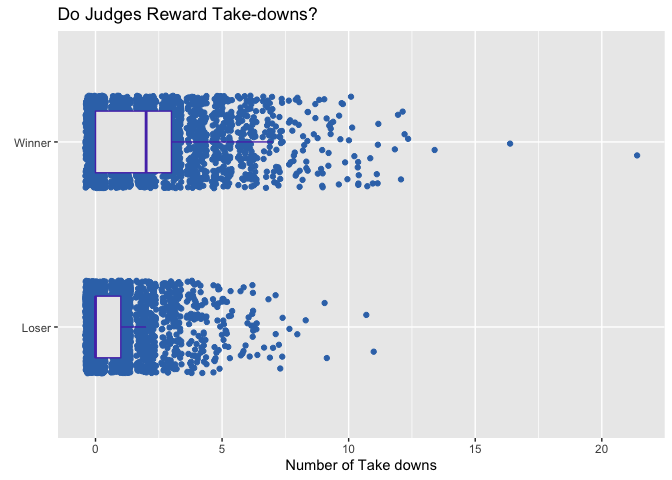 Do Judges Reward Take-downs?
Winner
Loser
0 5 10 15 20
Number of Take downs